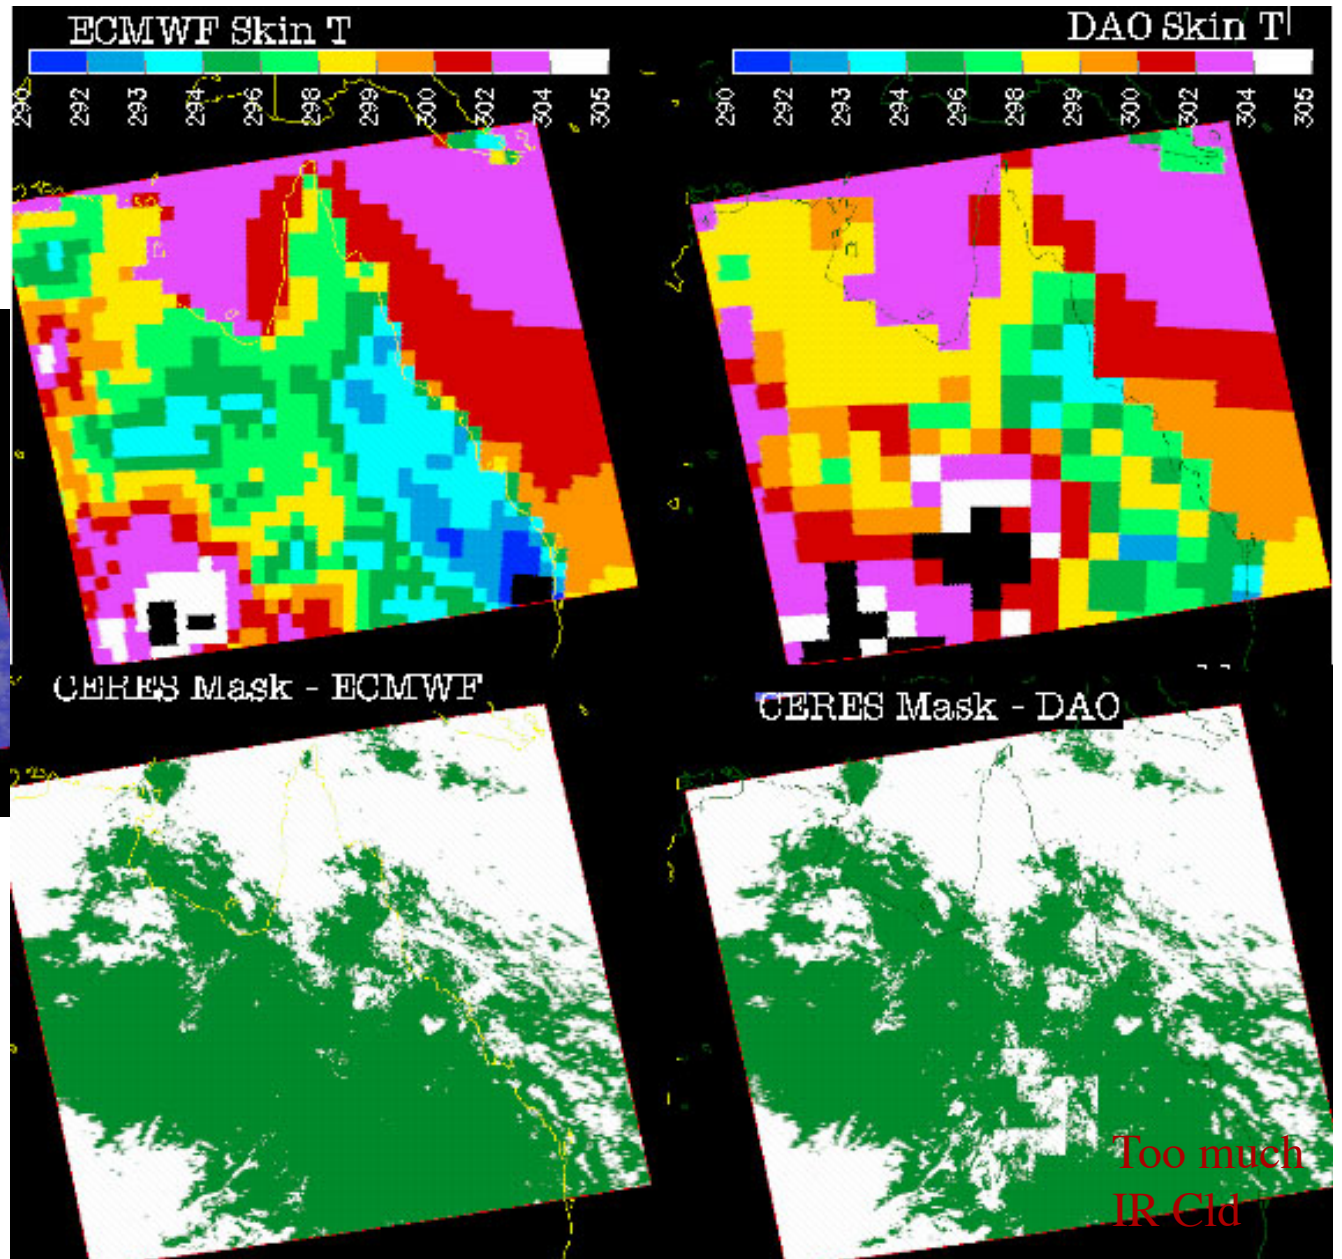 ECMWF Skin T
DAO Skin T
290 292 293 294 296 298 299 300 302 304 305
290 292 293 294 296 298 299 300 302 304 305
CERES Mask - ECMWF
CERES Mask - DAO
Too much
IR Cld